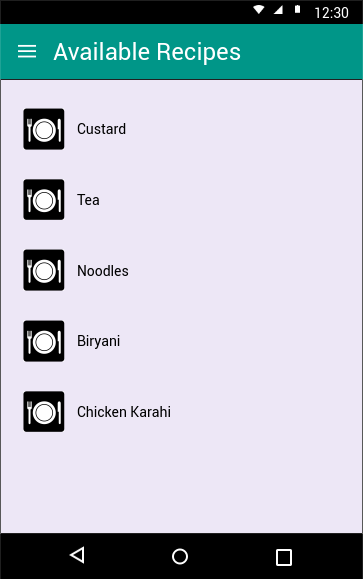 12:30
Available Recipes
Custard
Tea
Noodles
Biryani
Chicken Karahi